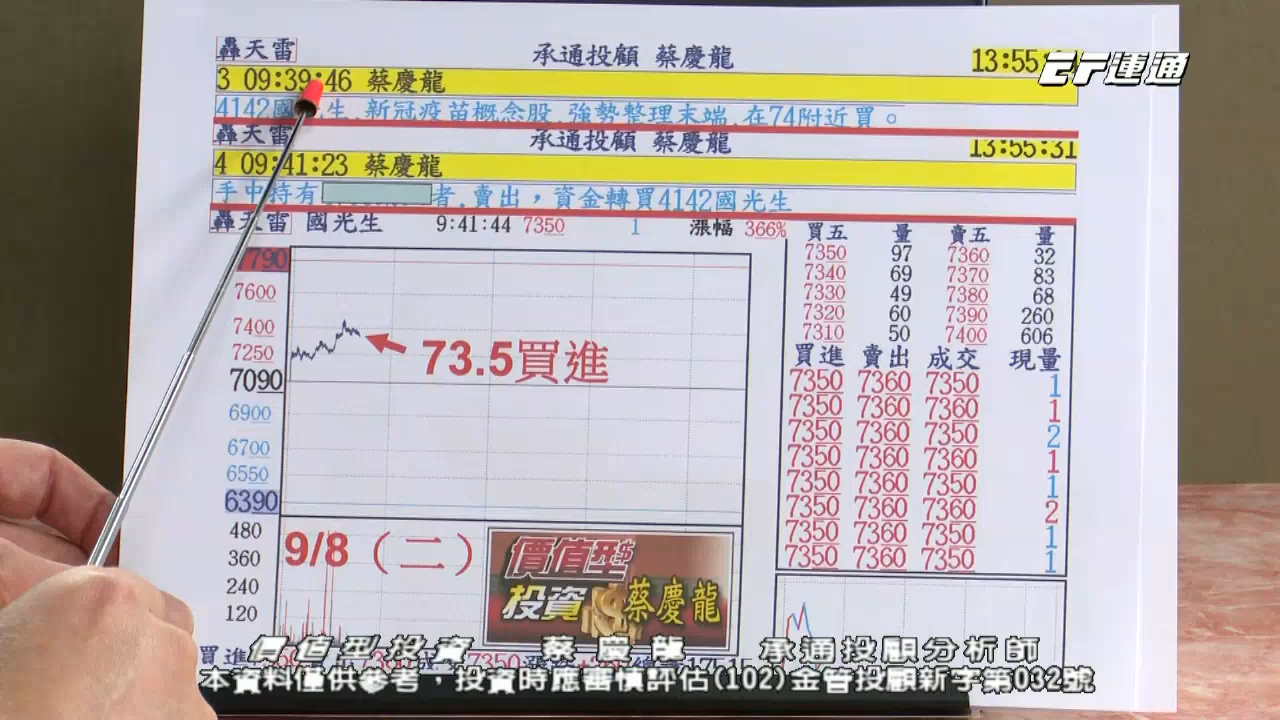 轟天雷 承通投顧 蔡慶龍 13:55
EF運通
3 09:39:46 蔡慶龍
4142國光生 新冠疫苗概念股 強勢整理末端 在74附近買。
轟天雷 承通投顧 蔡慶龍 13:55:31
4 09:41:23 蔡慶龍
手中持有 者.賣出，資金轉買4142國光生
轟天雷 國光生 9:41:44 7350 1 漲幅 366%
買五 量 賣五 量
7350 97 7360 32
7340 69 7370 83
7330 49 7380 68
7320 60 7390 260
7310 50 7400 606
買進 賣出 成交 現量
7350 7360 7350 1
7350 7360 7360 1
7350 7360 7350 2
7350 7360 7360 1
7350 7360 7350 1
7350 7360 7360 2
7350 7360 7350 1
7350 7360 7350 1
790
7600
7400
7250
7090
6900
6700
6550
6390
480
360
240
120
73.5買進
9/8（二）
價值型$
投資 蔡慶龍
買進
價值型投資 蔡慶龍 承通投顧分析師
本資料僅供參考，投資時應審慎評估(102)金管投顧新字第032號